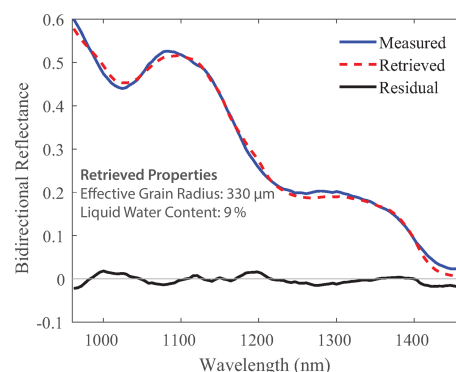 0.6
0.5
0.4
0.3
0.2
0.1
0
-0.1
Bidirectional Reflectance
Measured
Retrieved
Residual
Retrieved Properties
Effective Grain Radius: 330 µm
Liquid Water Content: 9 %
1000 1100 1200 1300 1400
Wavelength (nm)